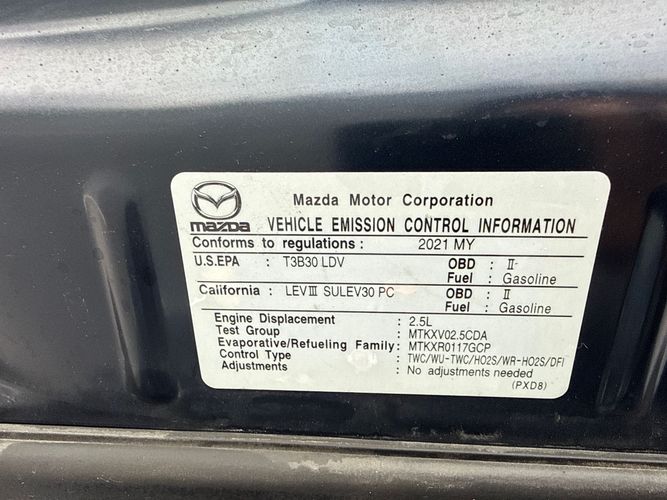 Mazda Motor Corporation
mazda VEHICLE EMISSION CONTROL INFORMATION
Conforms to regulations : 2021 MY
U.S.EPA : T3B30 LDV OBD : II
Fuel : Gasoline
California : LEVIII SULEV30 PC OBD : II
Fuel : Gasoline
Engine Displacement : 2.5L
Test Group : MTKXV02.5CDA
Evaporative/Refueling Family: MTKXR0117GCP
Control Type : TWC/WU-TWC/HO2S/WR-HO2S/DFI
Adjustments : No adjustments needed
(PXD8)